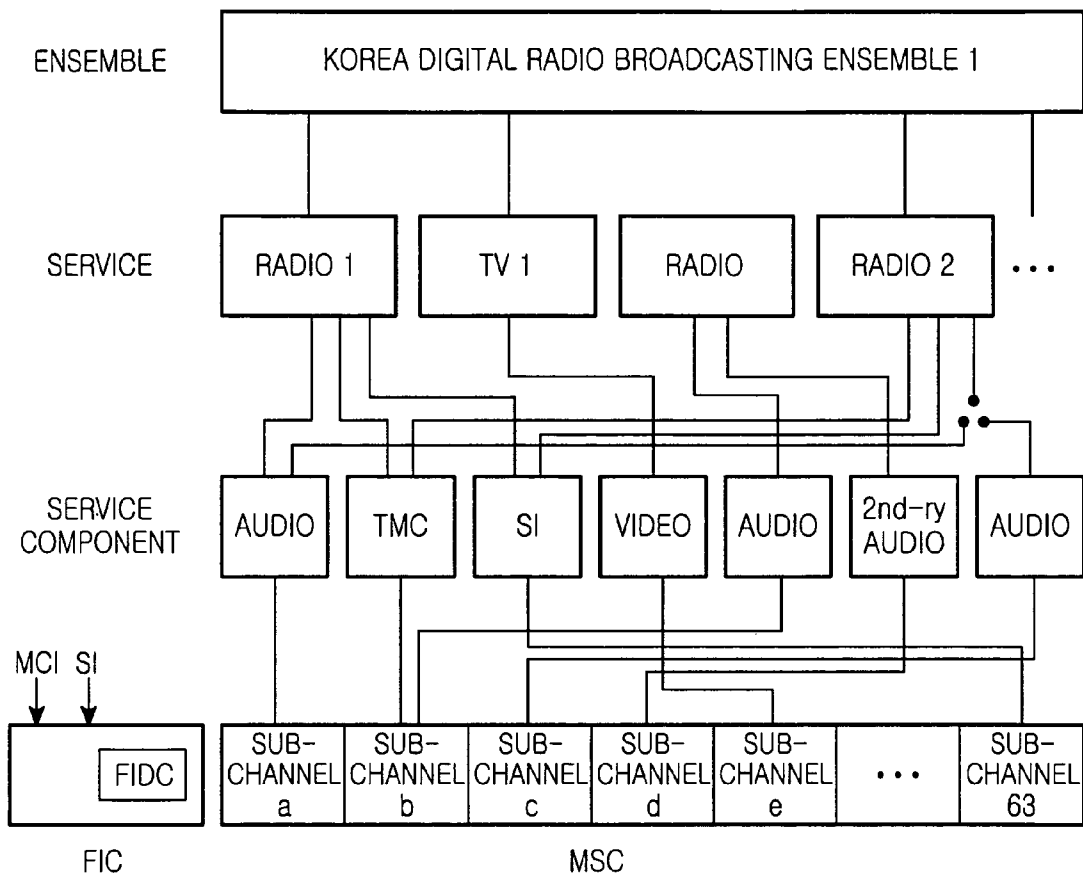 ENSEMBLE
KOREA DIGITAL RADIO BROADCASTING ENSEMBLE 1
SERVICE
RADIO 1
TV 1
RADIO
RADIO 2
...
SERVICE
COMPONENT
AUDIO
TMC
SI
VIDEO
AUDIO
2nd-ry
AUDIO
AUDIO
MCI
SI
FIDC
SUB-
CHANNEL
a
SUB-
CHANNEL
b
SUB-
CHANNEL
c
SUB-
CHANNEL
d
SUB-
CHANNEL
e
...
SUB-
CHANNEL
63
FIC
MSC